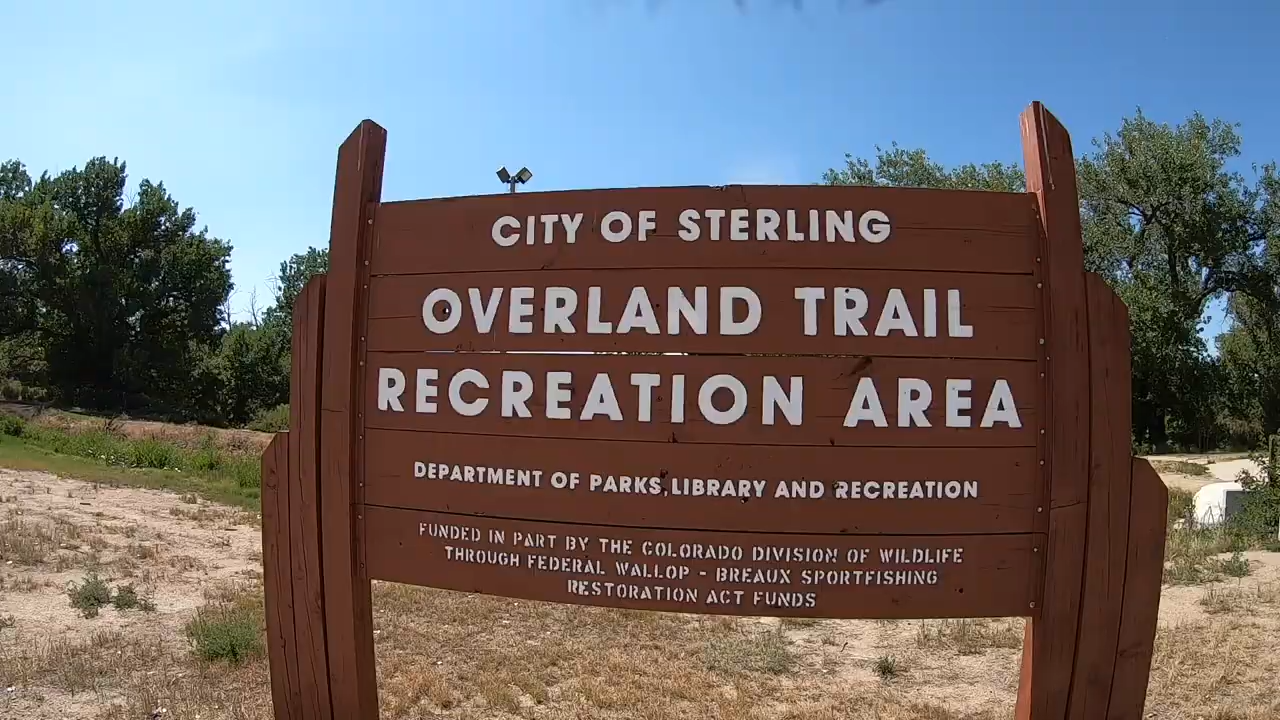 CITY OF STERLING
OVERLAND TRAIL
RECREATION AREA
DEPARTMENT OF PARKS, LIBRARY AND RECREATION
FUNDED IN PART BY THE COLORADO DIVISION OF WILDLIFE
THROUGH FEDERAL WALLOP - BREAUX SPORTFISHING
RESTORATION ACT FUNDS